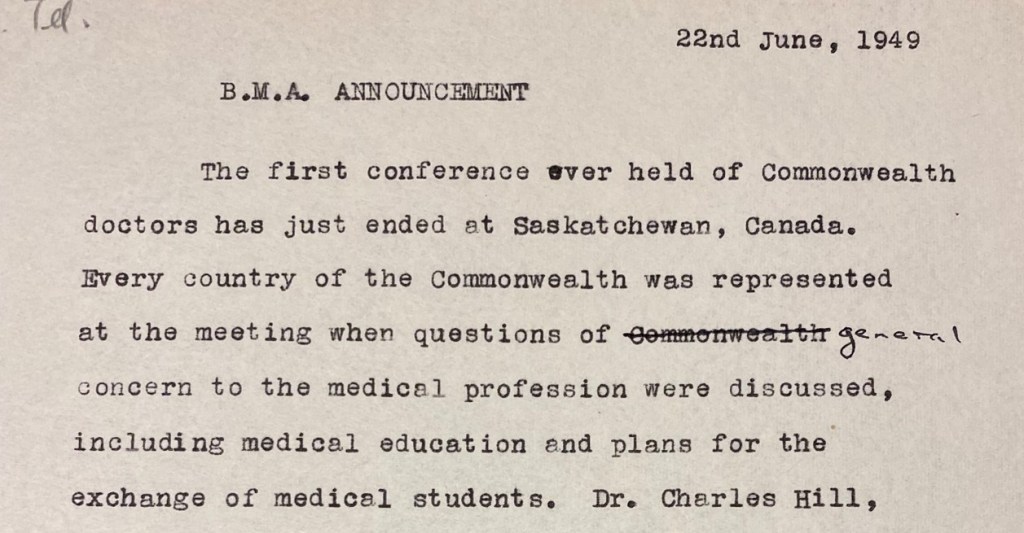 Tel.
22nd June, 1949
B.M.A. ANNOUNCEMENT
The first conference ever held of Commonwealth
doctors has just ended at Saskatchewan, Canada.
Every country of the Commonwealth was represented
at the meeting when questions of Commonwealth general
concern to the medical profession were discussed,
including medical education and plans for the
exchange of medical students. Dr. Charles Hill,